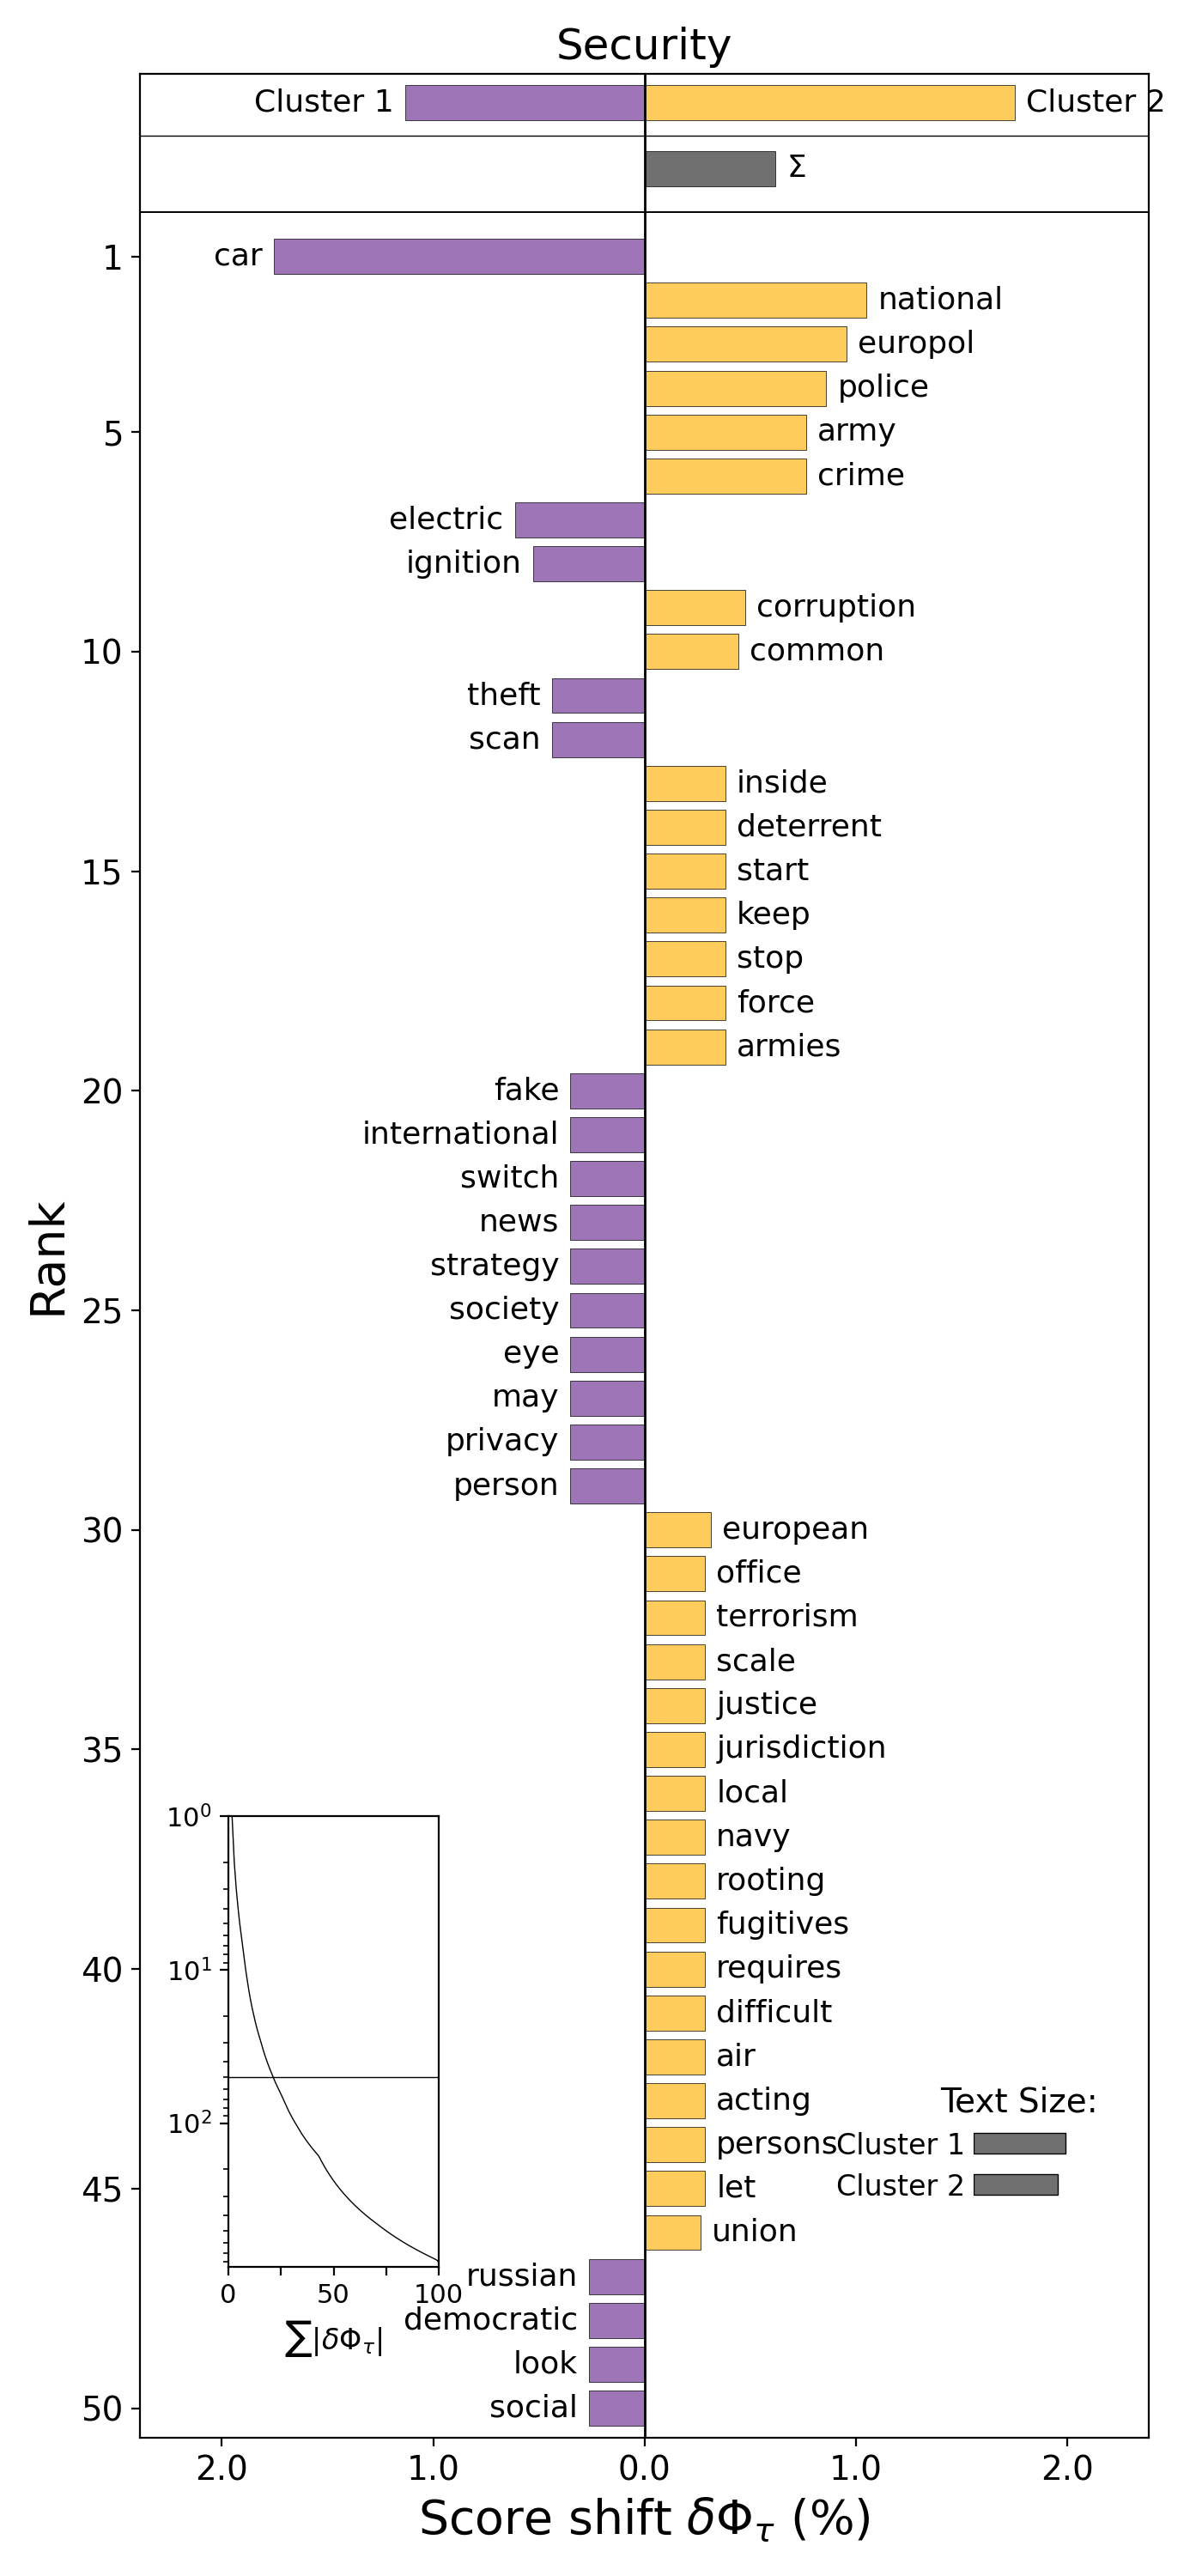 Security
Cluster 1 Cluster 2
Σ
1 car
national
europol
police
5 army
crime
electric
ignition
corruption
10 common
theft
scan
inside
deterrent
15 start
keep
stop
force
armies
20 fake
international
switch
news
strategy
25 society
eye
may
privacy
person
30 european
office
terrorism
scale
justice
35 jurisdiction
local
navy
rooting
fugitives
40 requires
difficult
air
acting
persons
45 let
union
russian
democratic
look
50 social
Rank
10⁰
10¹
10²
0 50 100
∑|δΦ_τ|
Text Size:
Cluster 1
Cluster 2
2.0 1.0 0.0 1.0 2.0
Score shift δΦ_τ (%)